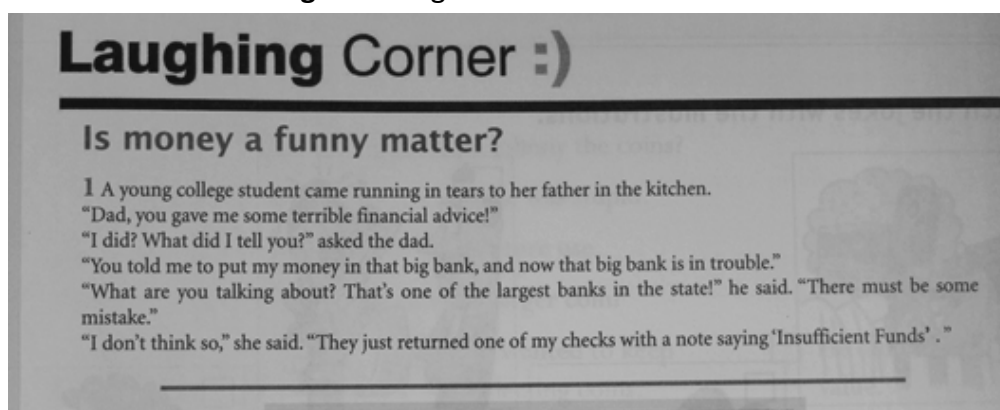 Laughing Corner :)
Is money a funny matter?
1 A young college student came running in tears to her father in the kitchen.
“Dad, you gave me some terrible financial advice!”
“I did? What did I tell you?” asked the dad.
“You told me to put my money in that big bank, and now that big bank is in trouble.”
“What are you talking about? That’s one of the largest banks in the state!” he said. “There must be some
mistake.”
“I don’t think so,” she said. “They just returned one of my checks with a note saying ‘Insufficient Funds’ .”